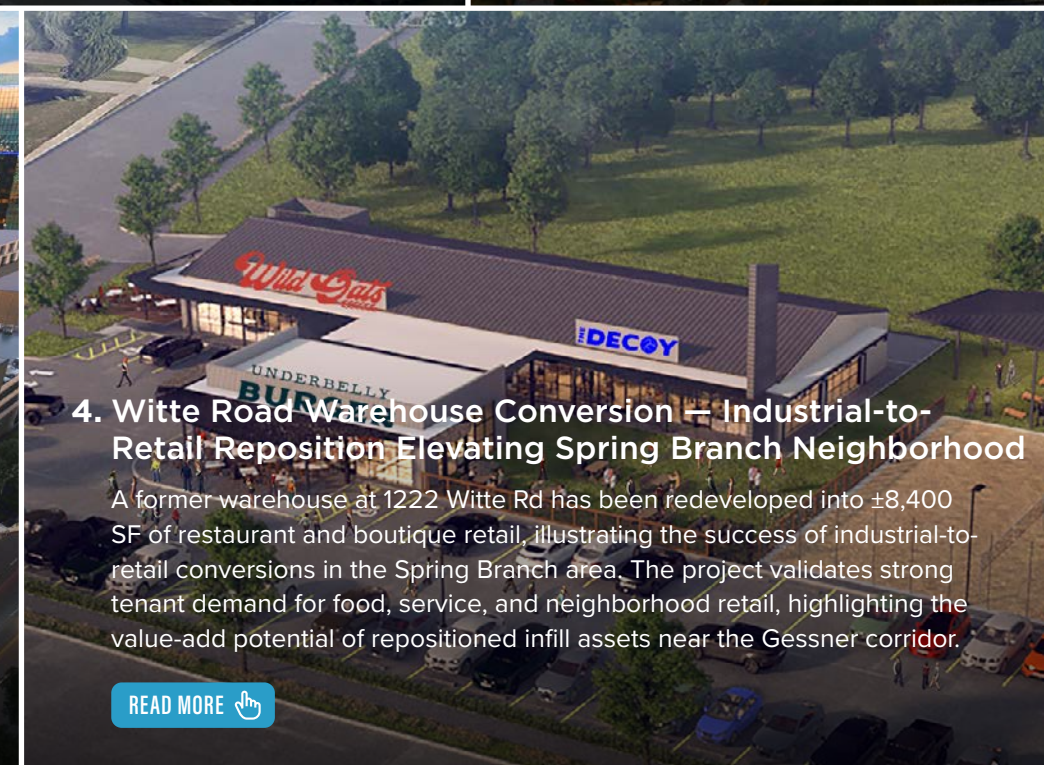 Wild Oats
THE DECOY
UNDERBELLY
BURGER
4. Witte Road Warehouse Conversion — Industrial-to-
Retail Reposition Elevating Spring Branch Neighborhood
A former warehouse at 1222 Witte Rd has been redeveloped into ±8,400
SF of restaurant and boutique retail, illustrating the success of industrial-to-
retail conversions in the Spring Branch area. The project validates strong
tenant demand for food, service, and neighborhood retail, highlighting the
value-add potential of repositioned infill assets near the Gessner corridor.
READ MORE